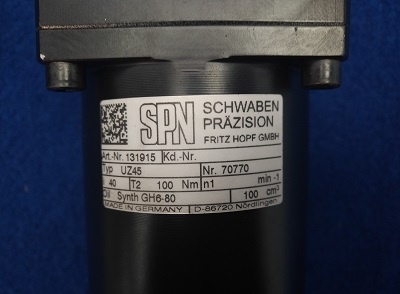 SPN
SCHWABEN
PRÄZISION
FRITZ HOPF GMBH
Art.-Nr. 131915 Kd.-Nr.
Typ UZ45 Nr. 70770
40 T2 100 Nm n1 min -1
Synth GH6-80 100 cm³
MADE IN GERMANY D-86720 Nördlingen